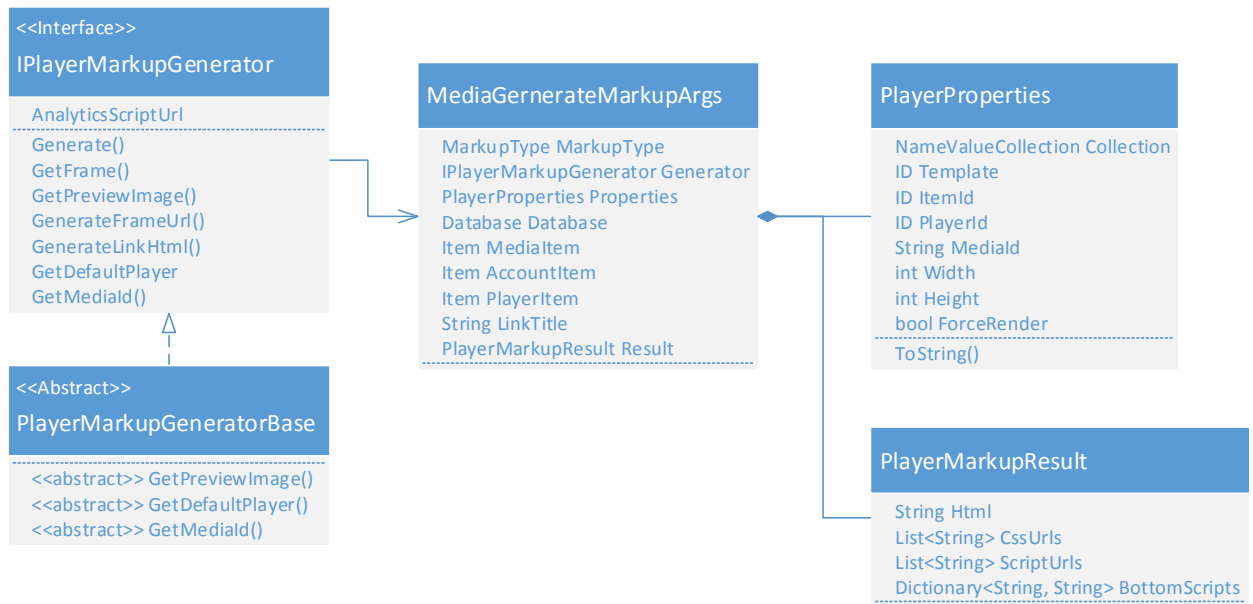 <<Interface>>
IPlayerMarkupGenerator
AnalyticsScriptUrl
Generate()
GetFrame()
GetPreviewImage()
GenerateFrameUrl()
GenerateLinkHtml()
GetDefaultPlayer
GetMediaId()
<<Abstract>>
PlayerMarkupGeneratorBase
<<abstract>> GetPreviewImage()
<<abstract>> GetDefaultPlayer()
<<abstract>> GetMediaId()
MediaGernerateMarkupArgs
MarkupType MarkupType
IPlayerMarkupGenerator Generator
PlayerProperties Properties
Database Database
Item MediaItem
Item AccountItem
Item PlayerItem
String LinkTitle
PlayerMarkupResult Result
PlayerProperties
NameValueCollection Collection
ID Template
ID ItemId
ID PlayerId
String MediaId
int Width
int Height
bool ForceRender
ToString()
PlayerMarkupResult
String Html
List<String> CssUrls
List<String> ScriptUrls
Dictionary<String, String> BottomScripts